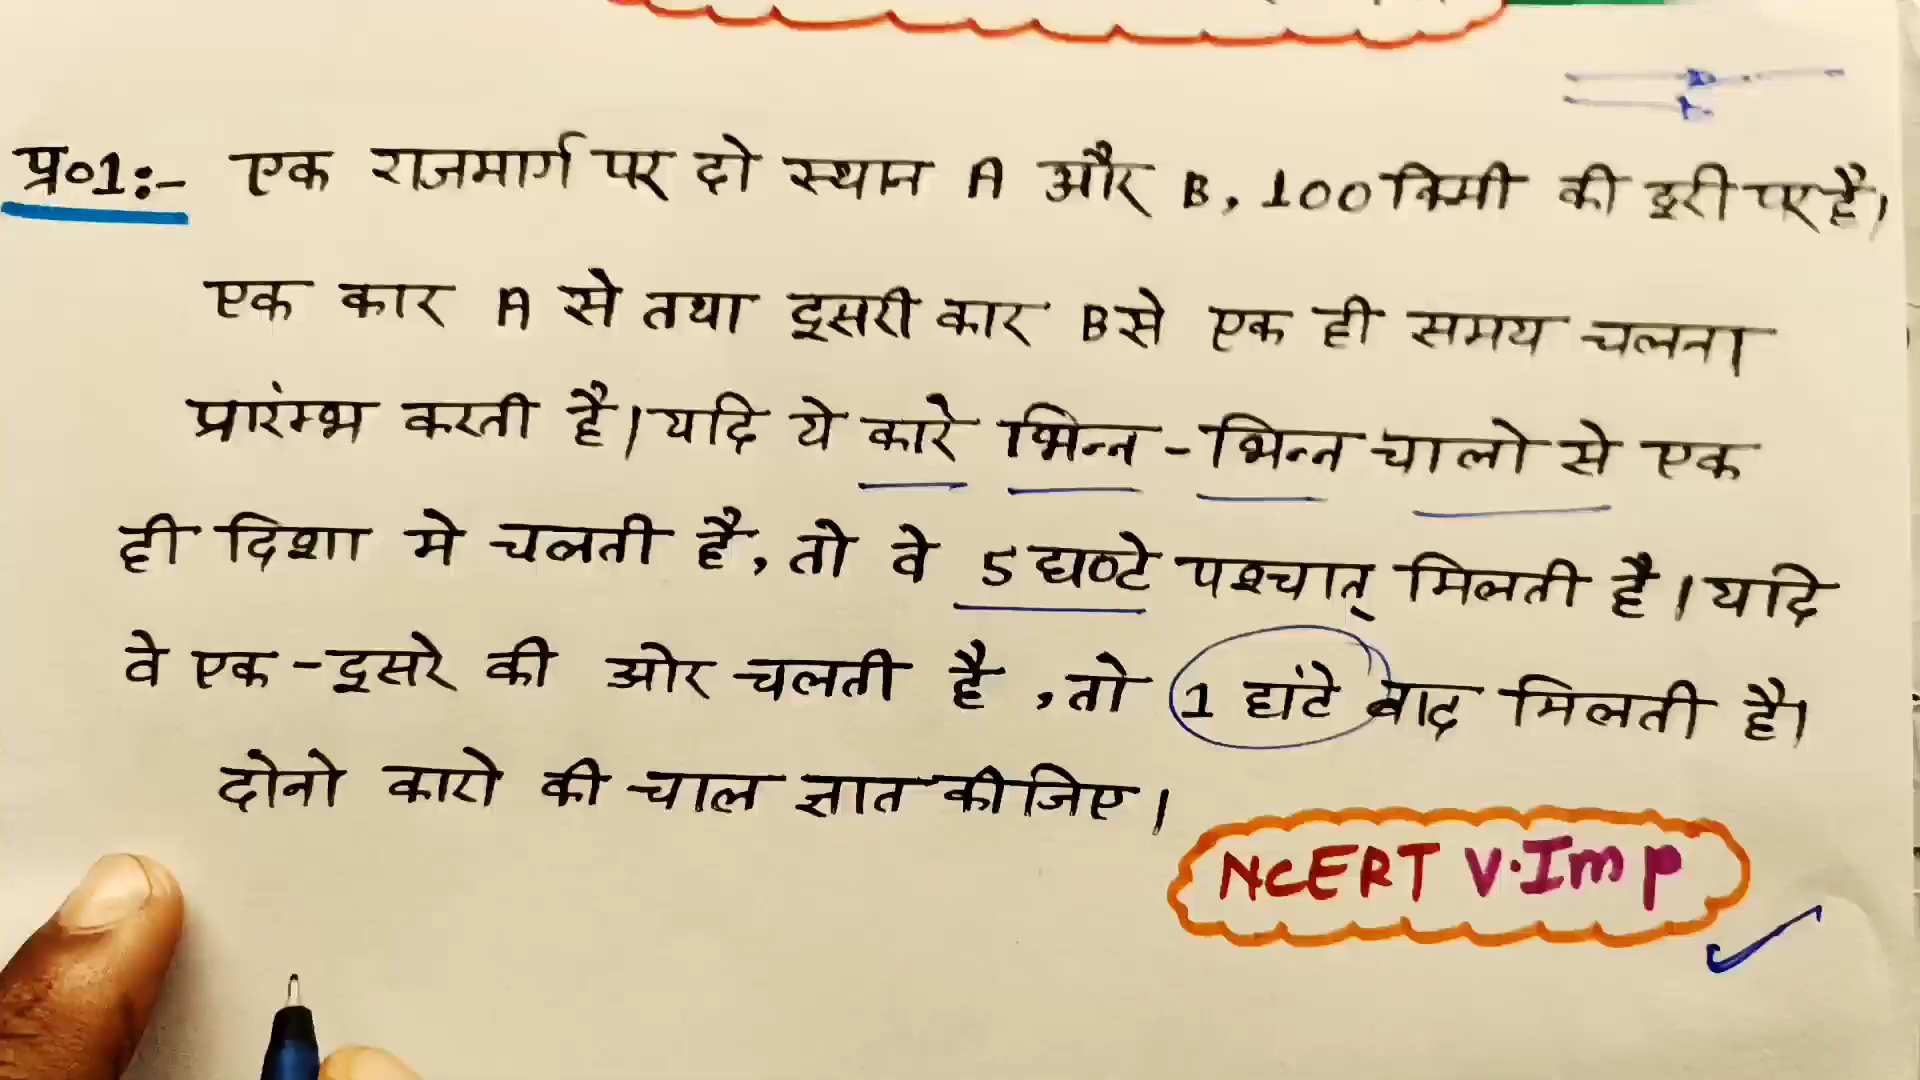 प्र०1:- एक राजमार्ग पर दो स्थान A और B, 100 किमी की दूरी पर है।
एक कार A से तथा दूसरी कार B से एक ही समय चलना
प्रारंम्भ करती है। यदि ये कारे भिन्न - भिन्न चालो से एक
ही दिशा मे चलती है, तो वे 5 घण्टे पश्चात् मिलती है। यदि
वे एक - दूसरे की ओर चलती है, तो 1 घंटे बाद मिलती है।
दोनो कारो की चाल ज्ञात कीजिए।
NCERT V.Imp